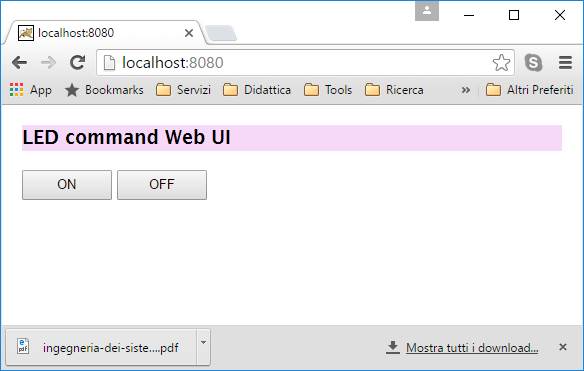 localhost:8080
localhost:8080
App Bookmarks Servizi Didattica Tools Ricerca » Altri Preferiti
LED command Web UI
ON OFF
ingegneria-dei-siste....pdf Mostra tutti i download...